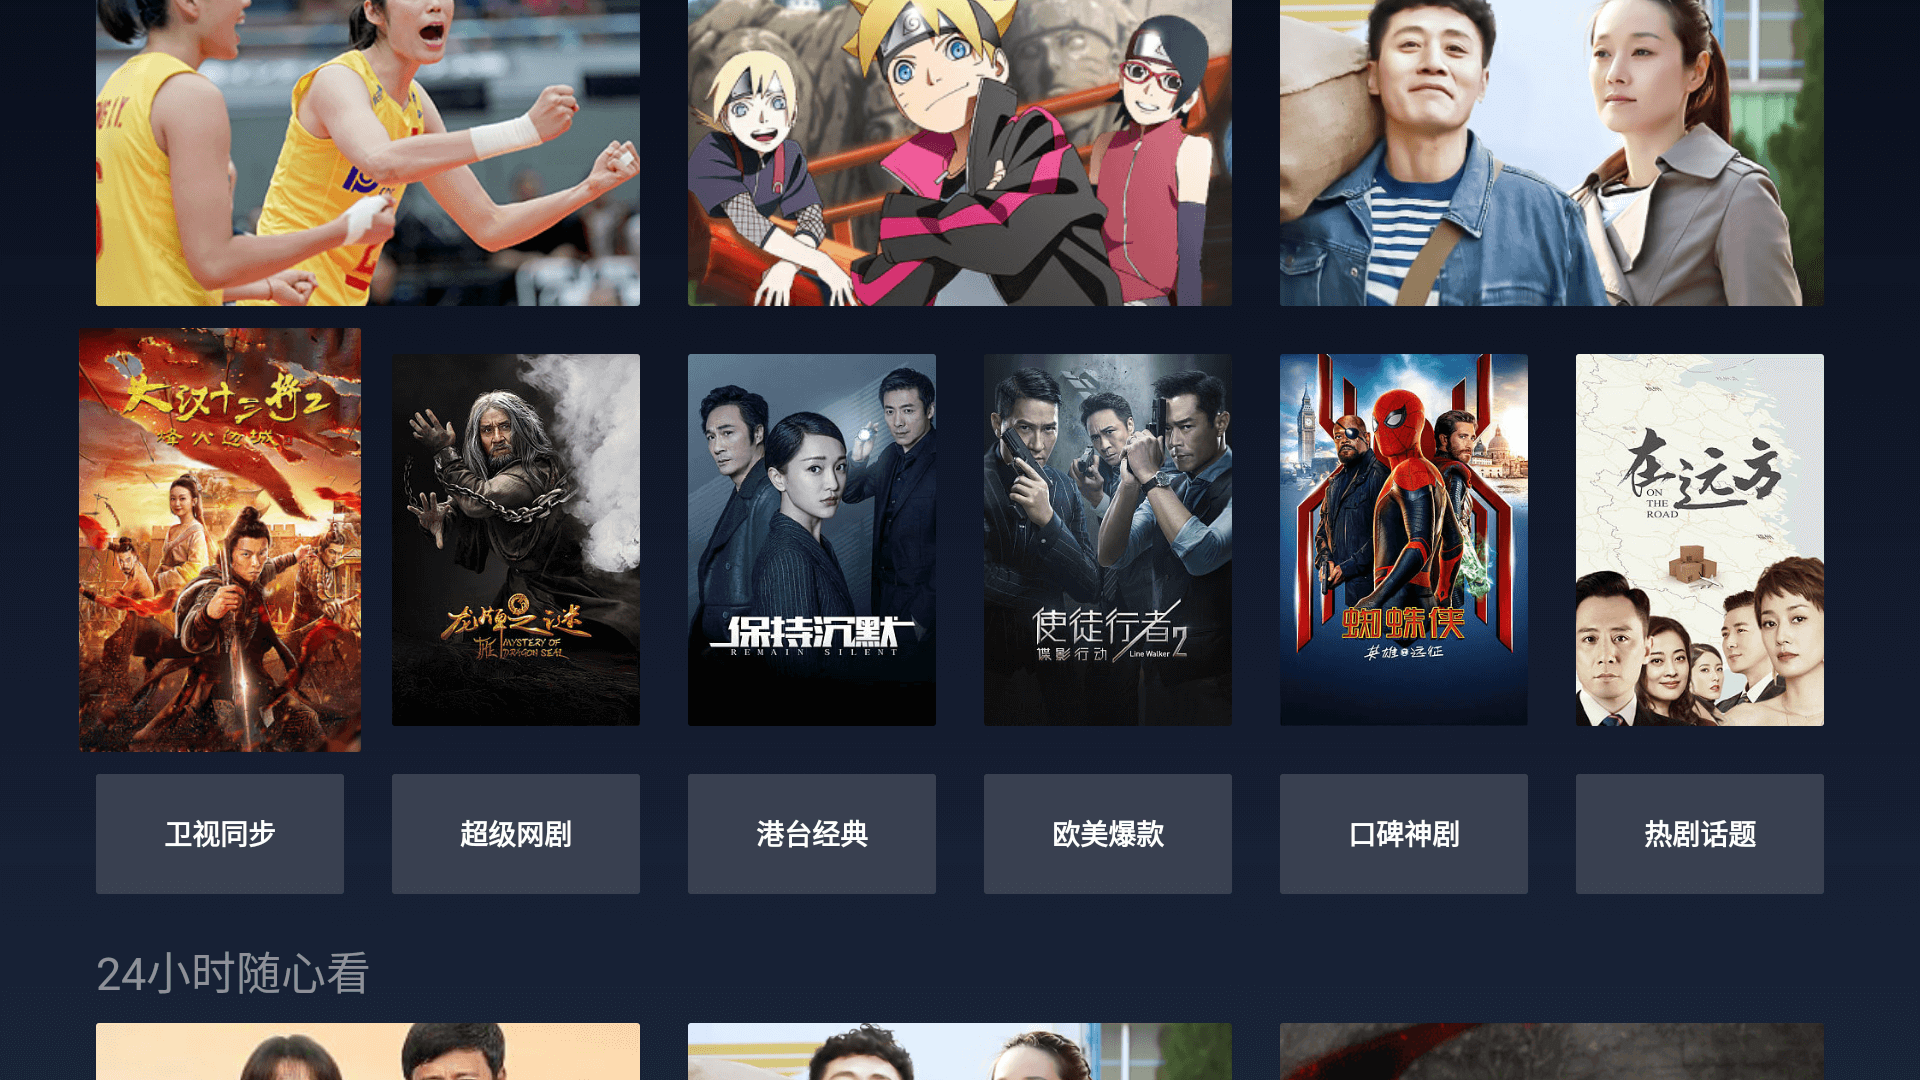 大汉十三将2
烽火边城
龙牌之谜
THE MYSTERY OF
DRAGON SEAL
保持沉默
REMAIN SILENT
使徒行者2
谍影行动 Line Walker
蜘蛛侠
英雄远征
在远方
ON
THE
ROAD
卫视同步
超级网剧
港台经典
欧美爆款
口碑神剧
热剧话题
24小时随心看